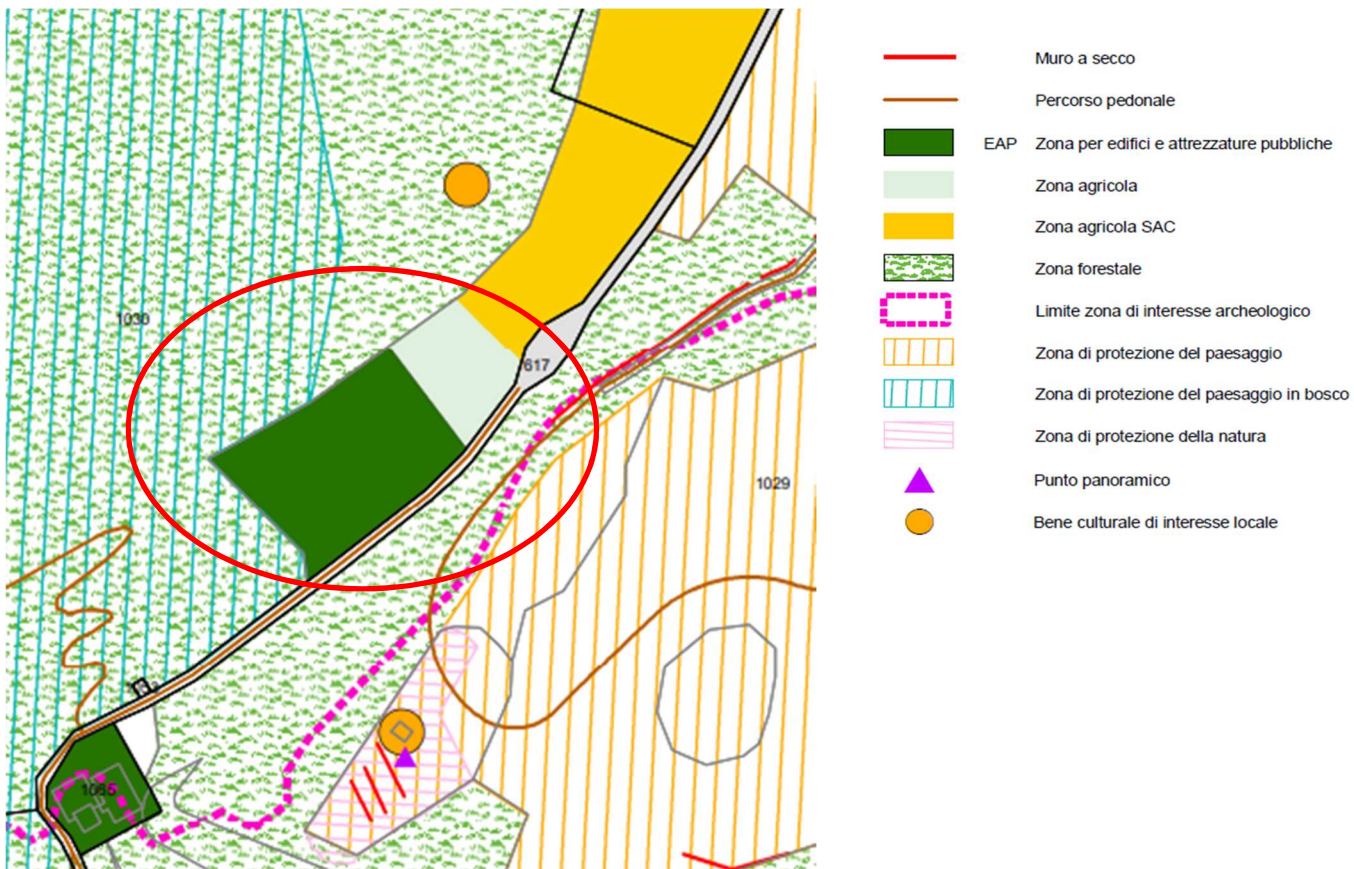 1030
617
1029
Muro a secco
Percorso pedonale
EAP Zona per edifici e attrezzature pubbliche
Zona agricola
Zona agricola SAC
Zona forestale
Limite zona di interesse archeologico
Zona di protezione del paesaggio
Zona di protezione del paesaggio in bosco
Zona di protezione della natura
Punto panoramico
Bene culturale di interesse locale